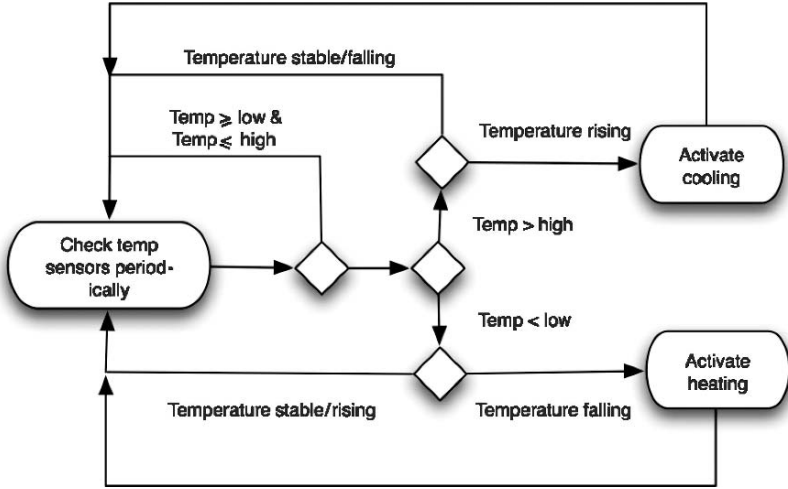 Temperature stable/falling
Temp ⩾ low &
Temp ⩽ high
Temperature rising
Activate
cooling
Check temp
sensors period-
ically
Temp > high
Temp < low
Activate
heating
Temperature stable/rising
Temperature falling